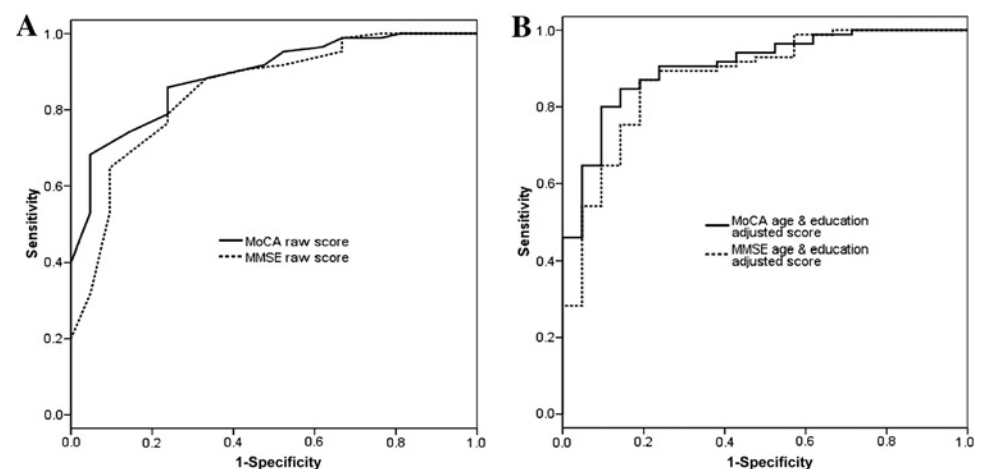 A
1.0
0.8
0.6
0.4
0.2
0.0
Sensitivity
MoCA raw score
MMSE raw score
0.0 0.2 0.4 0.6 0.8 1.0
1-Specificity
B
1.0
0.8
0.6
0.4
0.2
0.0
Sensitivity
MoCA age & education
adjusted score
MMSE age & education
adjusted score
0.0 0.2 0.4 0.6 0.8 1.0
1-Specificity